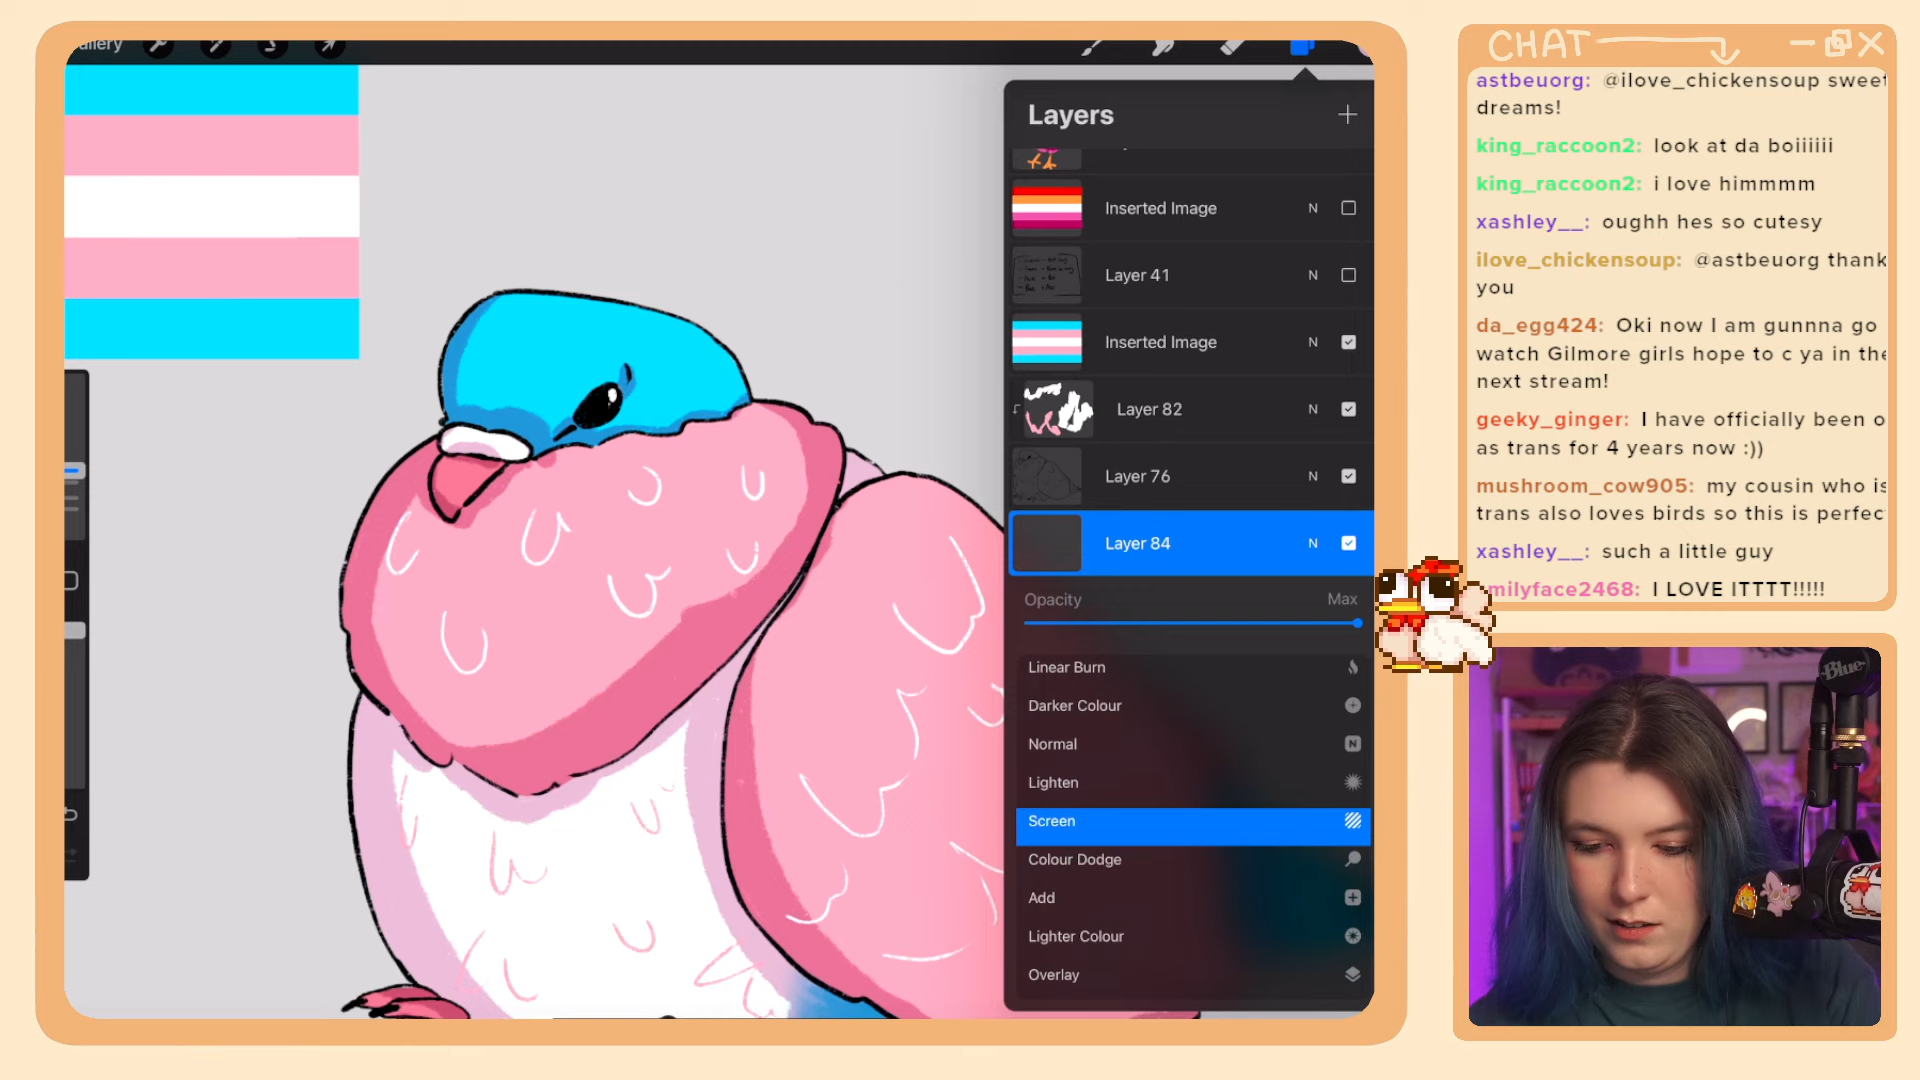 allery
Layers
Inserted Image N
Layer 41 N
Inserted Image N
Layer 82 N
Layer 76 N
Layer 84 N
Opacity Max
Linear Burn
Darker Colour
Normal N
Lighten
Screen
Colour Dodge
Add
Lighter Colour
Overlay
CHAT
astbeuorg: @ilove_chickensoup sweet
dreams!
king_raccoon2: look at da boiiiiii
king_raccoon2: i love himmmm
xashley__: oughh hes so cutesy
ilove_chickensoup: @astbeuorg thank
you
da_egg424: Oki now I am gunnna go
watch Gilmore girls hope to c ya in the
next stream!
geeky_ginger: I have officially been o
as trans for 4 years now :))
mushroom_cow905: my cousin who is
trans also loves birds so this is perfec
xashley__: such a little guy
milyface2468: I LOVE ITTTT!!!!!
Blue